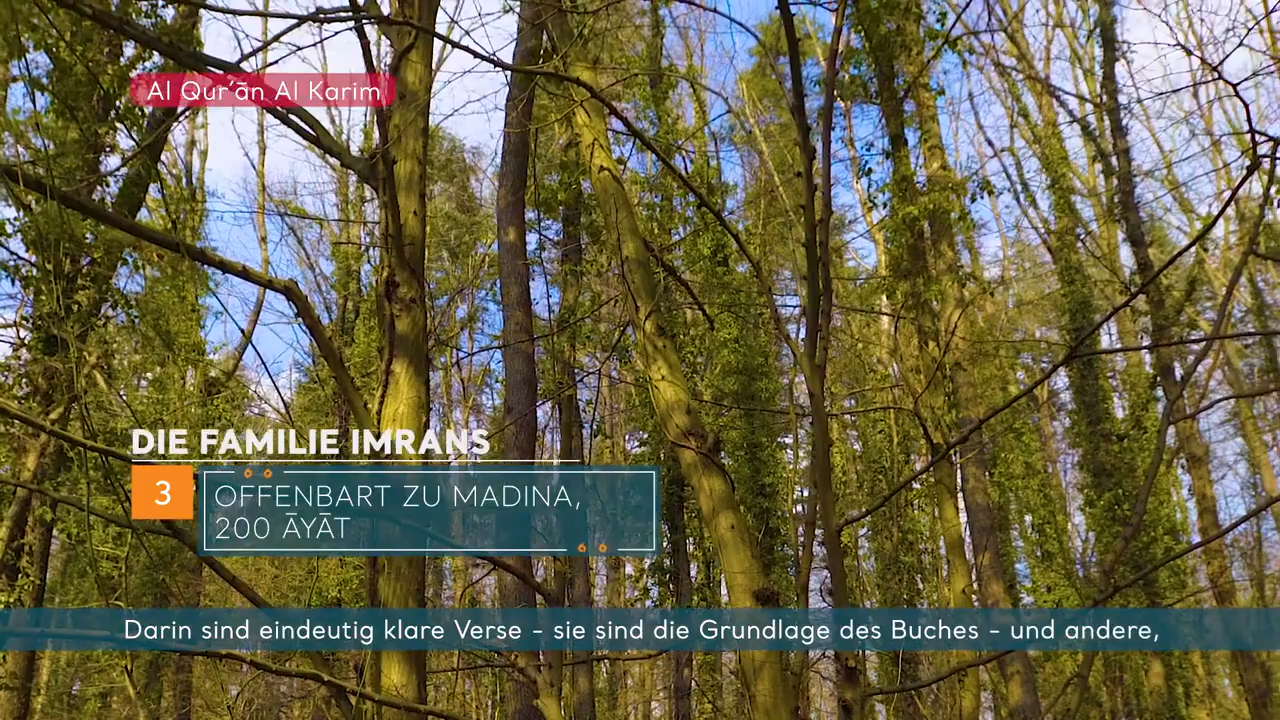 Al Qur´ān Al Karim
DIE FAMILIE IMRANS
3
OFFENBART ZU MADINA,
200 ĀYĀT
Darin sind eindeutig klare Verse - sie sind die Grundlage des Buches - und andere,